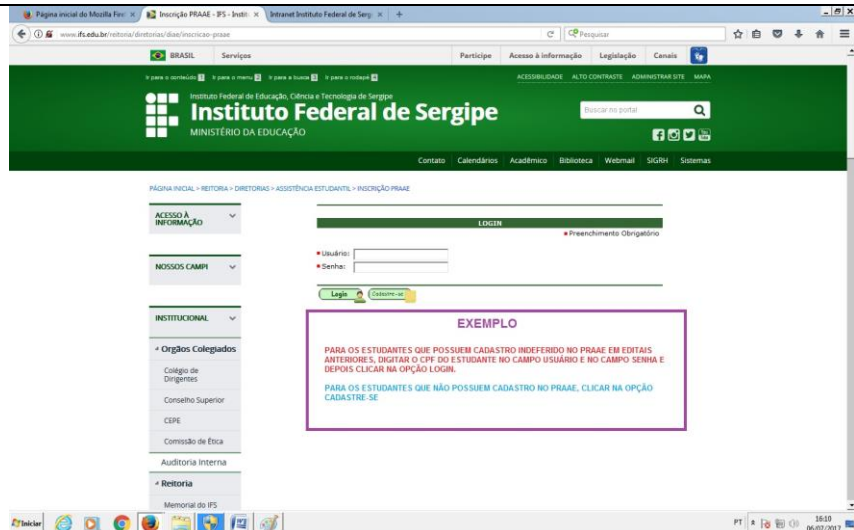 Página inicial do Mozilla Firef
Inscrição PRAAE - IFS - Instit
Intranet Instituto Federal de Serg
www.ifs.edu.br/reitoria/diretorias/diae/inscricao-praae
Pesquisar
BRASIL
Serviços
Participe
Acesso à informação
Legislação
Canais
Ir para o conteúdo 1
Ir para o menu 2
Ir para a busca 3
Ir para o rodapé 4
ACESSIBILIDADE
ALTO CONTRASTE
ADMINISTRAR SITE
MAPA
Instituto Federal de Educação, Ciência e Tecnologia de Sergipe
Instituto Federal de Sergipe
MINISTÉRIO DA EDUCAÇÃO
Buscar no portal
Contato
Calendários
Acadêmico
Biblioteca
Webmail
SIGRH
Sistemas
PÁGINA INICIAL > REITORIA > DIRETORIAS > ASSISTÊNCIA ESTUDANTIL > INSCRIÇÃO PRAAE
ACESSO À
INFORMAÇÃO
NOSSOS CAMPI
INSTITUCIONAL
Orgãos Colegiados
Colégio de
Dirigentes
Conselho Superior
CEPE
Comissão de Ética
Auditoria Interna
Reitoria
Memorial do IFS
LOGIN
Preenchimento Obrigatório
Usuário:
Senha:
Login
Cadastre-se
EXEMPLO
PARA OS ESTUDANTES QUE POSSUEM CADASTRO INDEFERIDO NO PRAAE EM EDITAIS
ANTERIORES, DIGITAR O CPF DO ESTUDANTE NO CAMPO USUÁRIO E NO CAMPO SENHA E
DEPOIS CLICAR NA OPÇÃO LOGIN.
PARA OS ESTUDANTES QUE NÃO POSSUEM CADASTRO NO PRAAE, CLICAR NA OPÇÃO
CADASTRE-SE
Iniciar
PT
16:10
06/07/2017